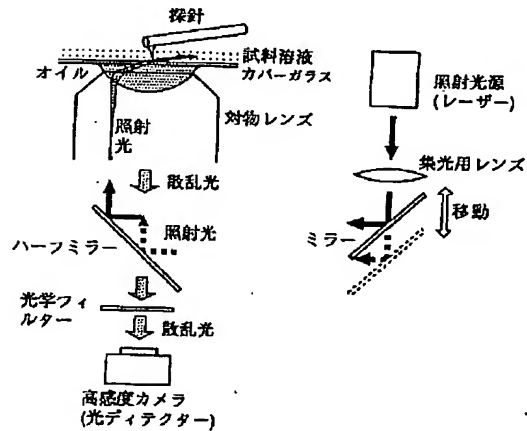 探針
試料溶液
カバーガラス
オイル
照射
光
対物レンズ
散乱光
照射光
ハーフミラー
光学フィ
ルター
散乱光
高感度カメラ
(光ディテクター)
照射光源
(レーザー)
集光用レンズ
移動
ミラー